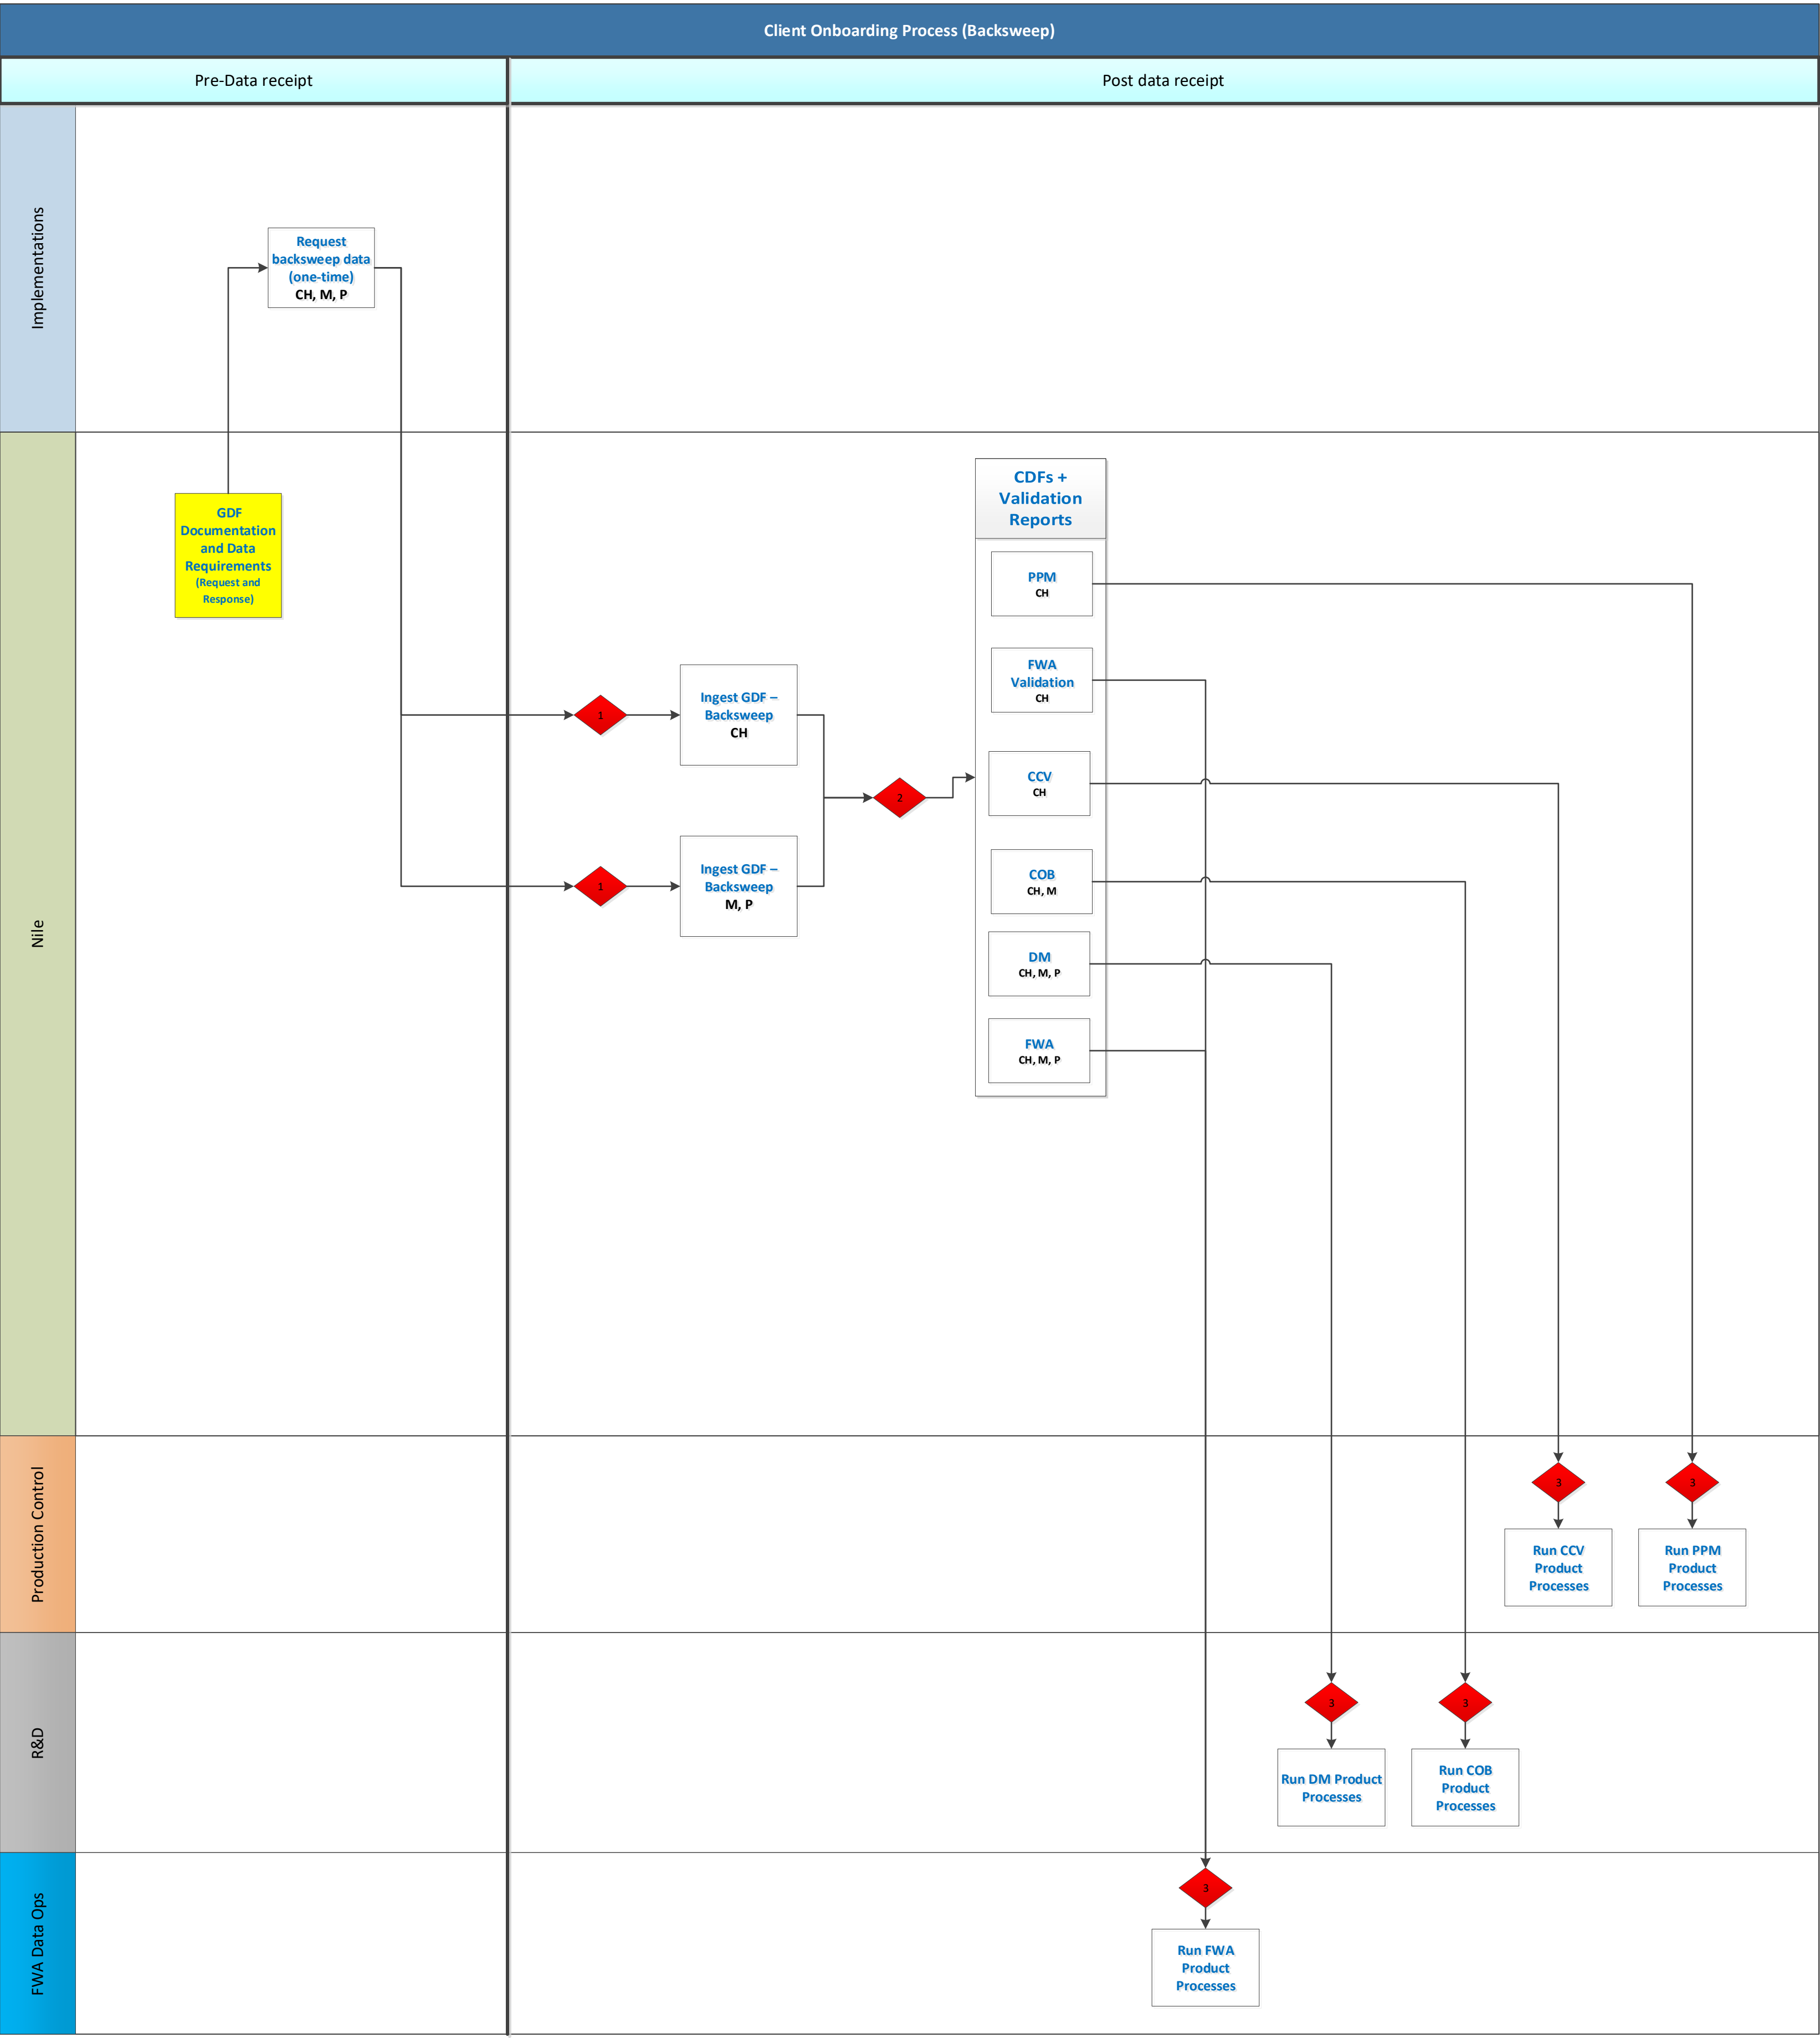 Client Onboarding Process (Backsweep)
Pre-Data receipt
Post data receipt
Implementations
Request
backsweep data
(one-time)
CH, M, P
Nile
GDF
Documentation
and Data
Requirements
(Request and
Response)
1
Ingest GDF –
Backsweep
CH
1
Ingest GDF –
Backsweep
M, P
2
CDFs +
Validation
Reports
PPM
CH
FWA
Validation
CH
CCV
CH
COB
CH, M
DM
CH, M, P
FWA
CH, M, P
Production Control
3
Run CCV
Product
Processes
3
Run PPM
Product
Processes
R&D
3
Run DM Product
Processes
3
Run COB
Product
Processes
FWA Data Ops
3
Run FWA
Product
Processes